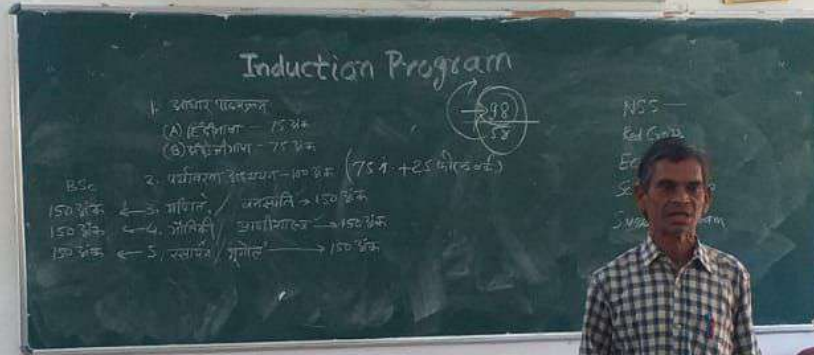 Induction Program
1. आधार पाठ्यक्रम
(A) हिन्दी भाषा - 75 अंक
(B) अंग्रेजी भाषा - 75 अंक
98
58
2. पर्यावरण अध्ययन - 100 अंक (75 सै. + 25 फील्ड वर्क)
BSc
150 अंक ← 3. गणित / वनस्पति → 150 अंक
150 अंक ← 4. भौतिकी / प्राणीशास्त्र → 150 अंक
150 अंक ← 5. रसायन / भूगोल → 150 अंक
NSS —
Red Cross